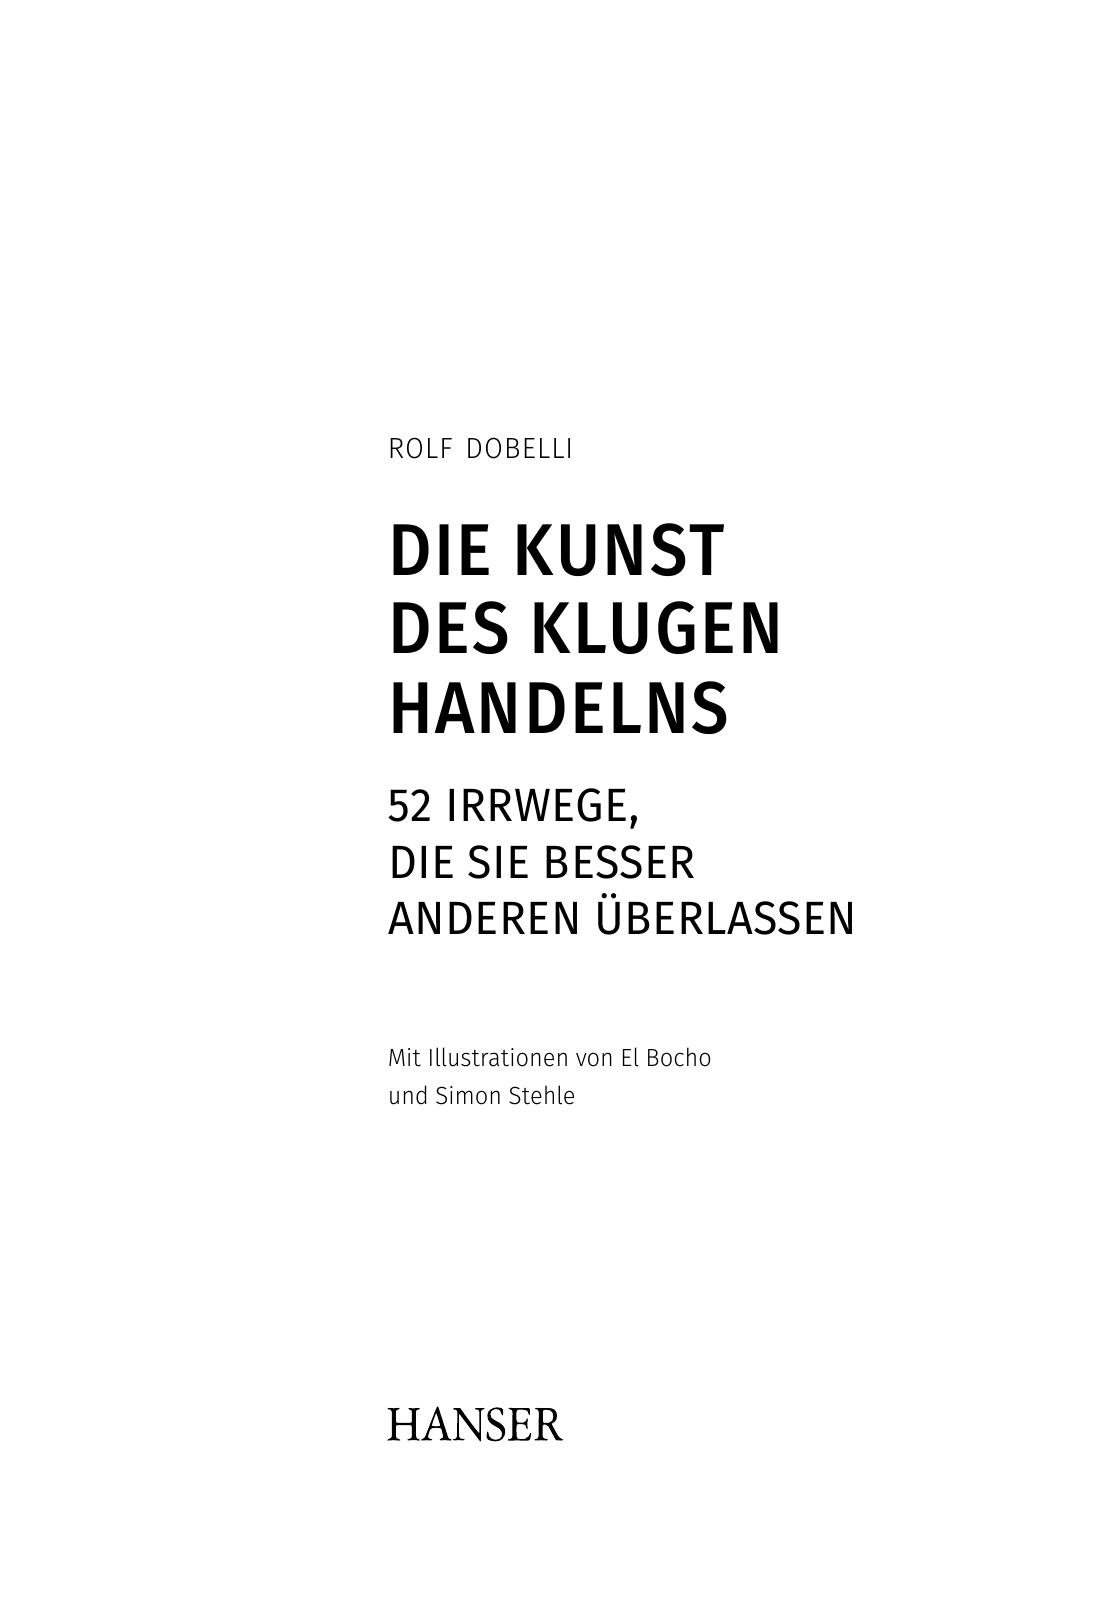 ROLF DOBELLI
DIE KUNST
DES KLUGEN
HANDELNS
52 IRRWEGE,
DIE SIE BESSER
ANDEREN ÜBERLASSEN
Mit Illustrationen von El Bocho
und Simon Stehle
HANSER